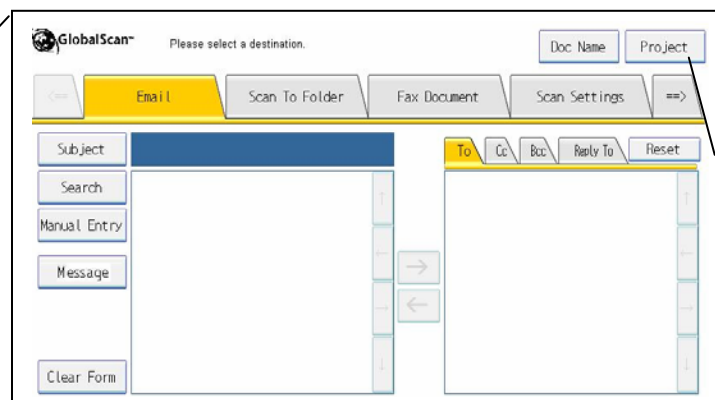 GlobalScan™ Please select a destination. Doc Name Project
<== Email Scan To Folder Fax Document Scan Settings ==>
Subject To Cc Bcc Reply To Reset
Search
Manual Entry
Message
Clear Form